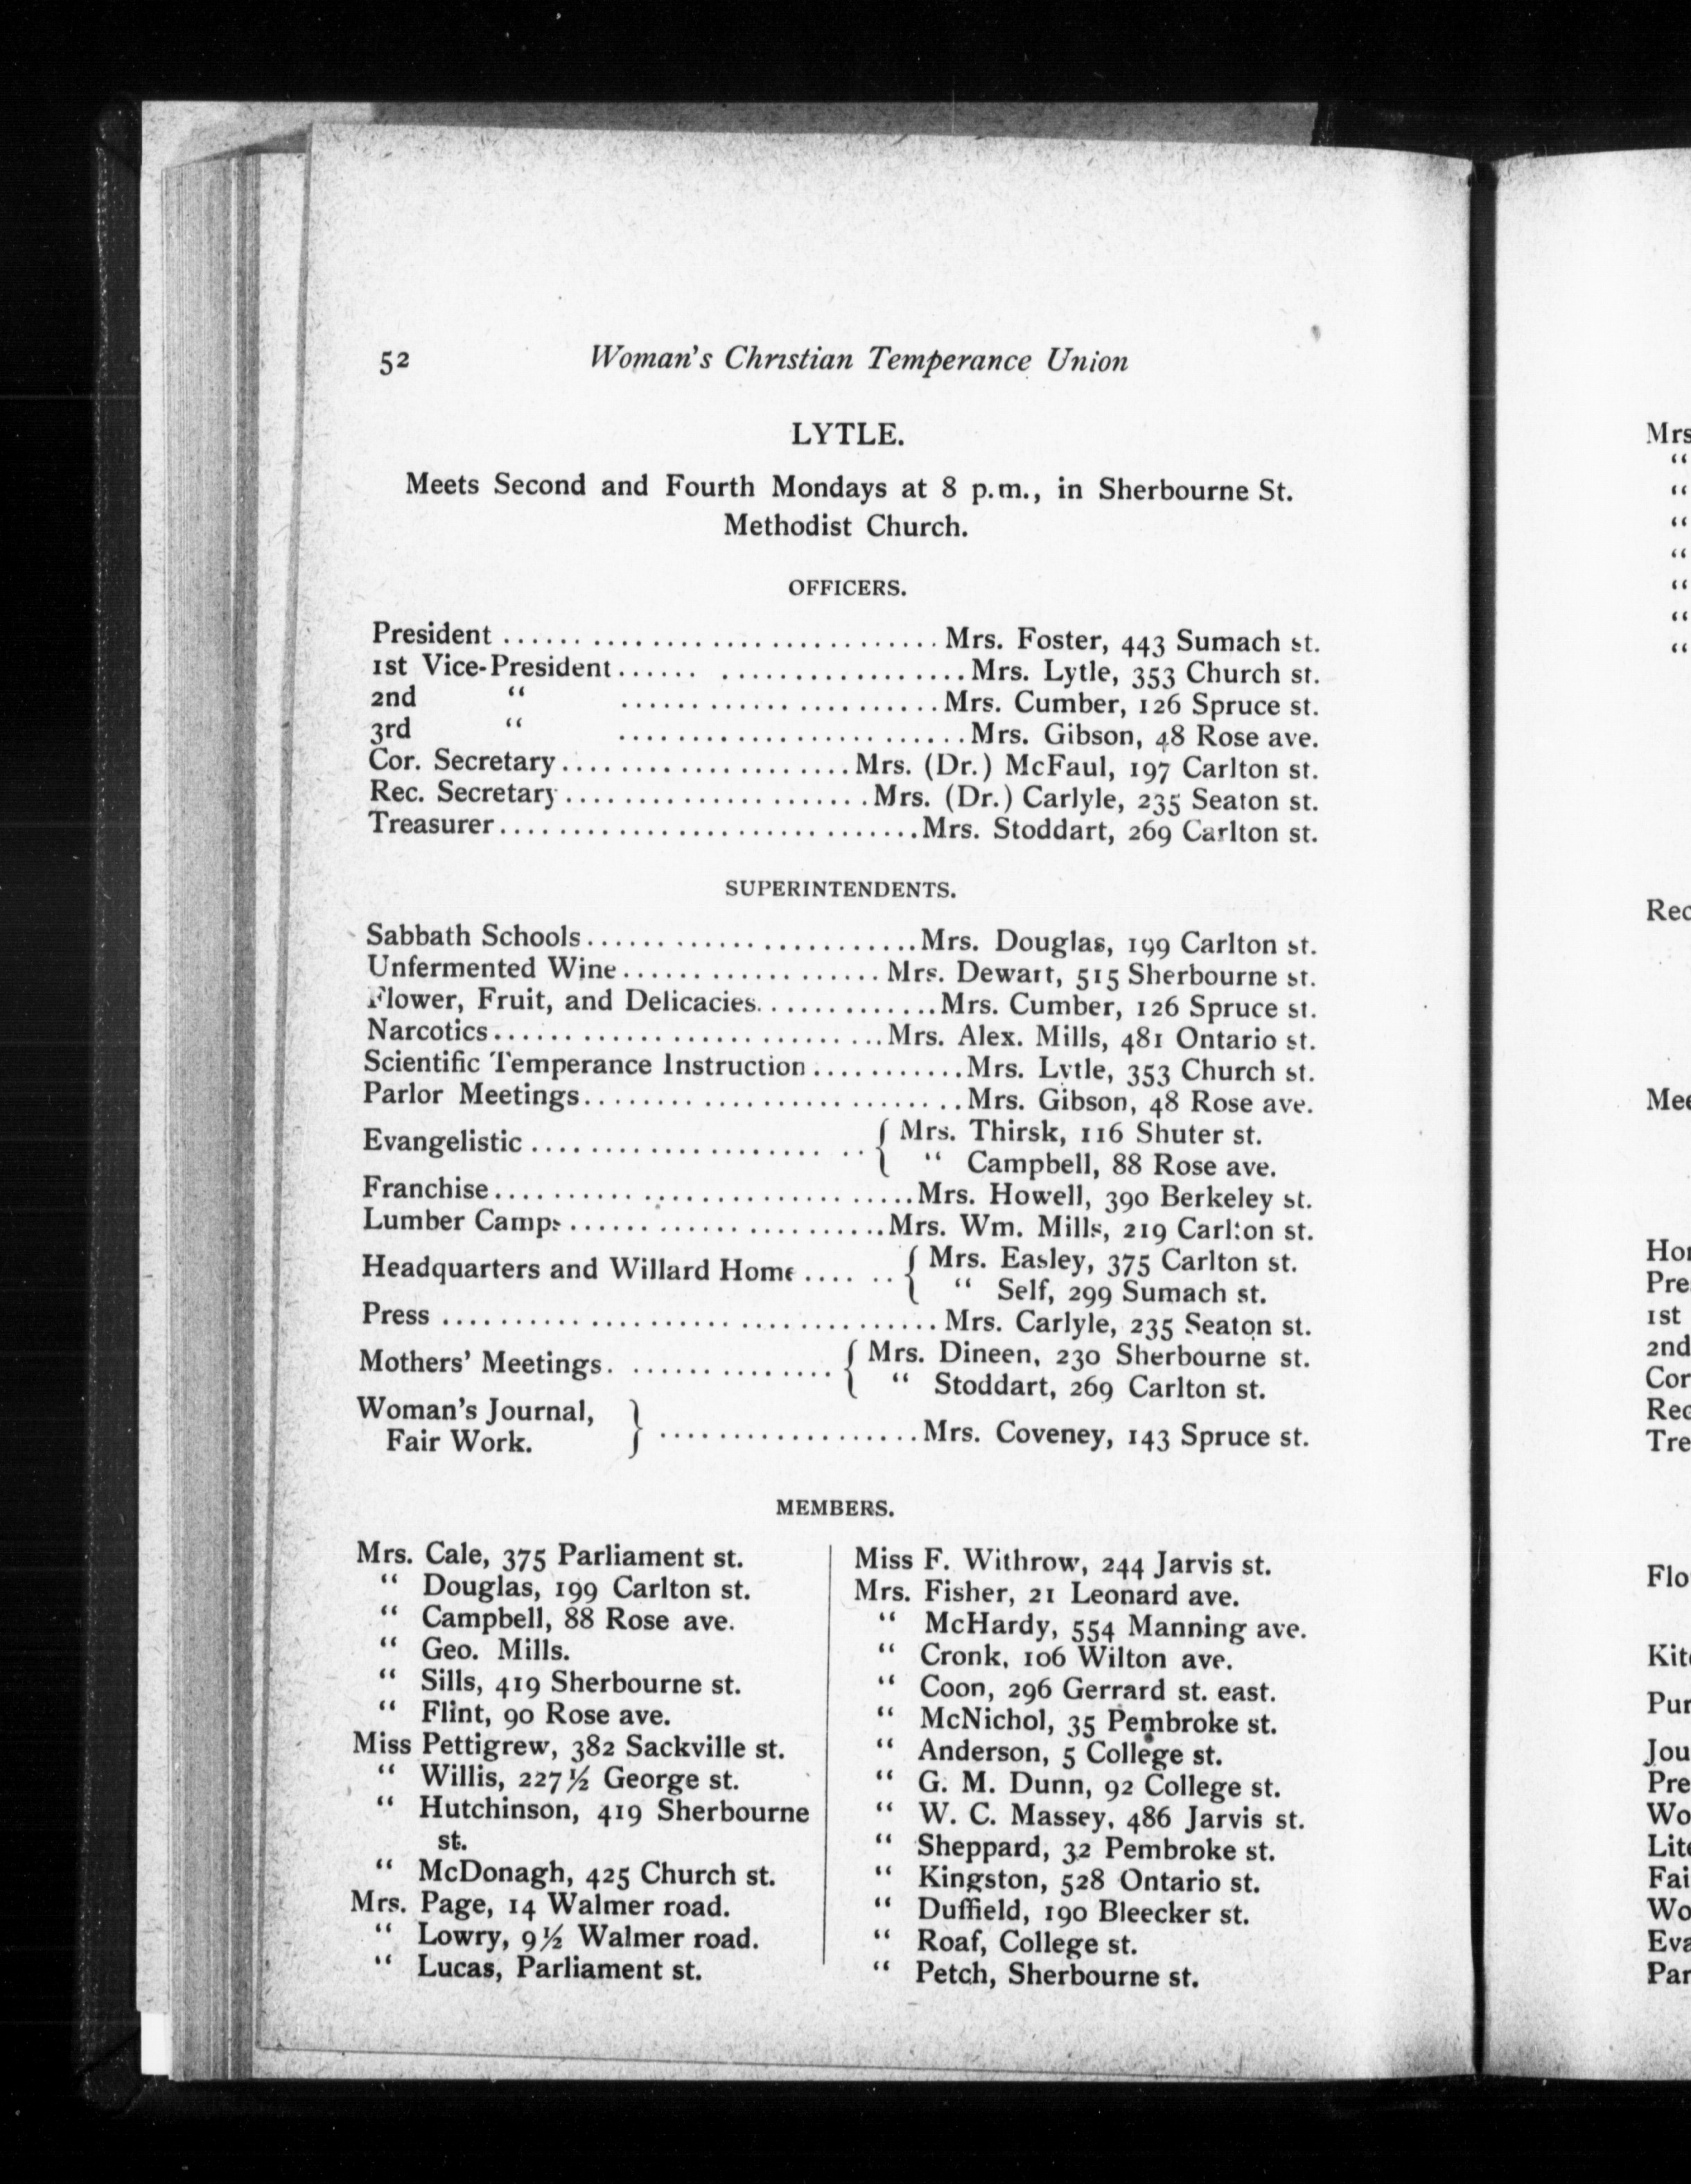 52 Woman's Christian Temperance Union
LYTLE.
Meets Second and Fourth Mondays at 8 p.m., in Sherbourne St.
Methodist Church.
OFFICERS.
President .............................. Mrs. Foster, 443 Sumach st.
1st Vice-President...... .................Mrs. Lytle, 353 Church st.
2nd " ......................Mrs. Cumber, 126 Spruce st.
3rd " ........................Mrs. Gibson, 48 Rose ave.
Cor. Secretary....................Mrs. (Dr.) McFaul, 197 Carlton st.
Rec. Secretary.....................Mrs. (Dr.) Carlyle, 235 Seaton st.
Treasurer.............................Mrs. Stoddart, 269 Carlton st.
SUPERINTENDENTS.
Sabbath Schools.......................Mrs. Douglas, 199 Carlton st.
Unfermented Wine..................Mrs. Dewart, 515 Sherbourne st.
Flower, Fruit, and Delicacies.............Mrs. Cumber, 126 Spruce st.
Narcotics...........................Mrs. Alex. Mills, 481 Ontario st.
Scientific Temperance Instruction...........Mrs. Lytle, 353 Church st.
Parlor Meetings..........................Mrs. Gibson, 48 Rose ave.
Evangelistic ...................... { Mrs. Thirsk, 116 Shuter st.
" Campbell, 88 Rose ave.
Franchise.............................Mrs. Howell, 390 Berkeley st.
Lumber Camps......................Mrs. Wm. Mills, 219 Carlton st.
Headquarters and Willard Home...... { Mrs. Easley, 375 Carlton st.
" Self, 299 Sumach st.
Press .................................. Mrs. Carlyle, 235 Seaton st.
Mothers' Meetings. .............. { Mrs. Dineen, 230 Sherbourne st.
" Stoddart, 269 Carlton st.
Woman's Journal,
Fair Work. } ..................Mrs. Coveney, 143 Spruce st.
MEMBERS.
Mrs. Cale, 375 Parliament st.
" Douglas, 199 Carlton st.
" Campbell, 88 Rose ave.
" Geo. Mills.
" Sills, 419 Sherbourne st.
" Flint, 90 Rose ave.
Miss Pettigrew, 382 Sackville st.
" Willis, 227½ George st.
" Hutchinson, 419 Sherbourne
st.
" McDonagh, 425 Church st.
Mrs. Page, 14 Walmer road.
" Lowry, 9½ Walmer road.
" Lucas, Parliament st.
Miss F. Withrow, 244 Jarvis st.
Mrs. Fisher, 21 Leonard ave.
" McHardy, 554 Manning ave.
" Cronk, 106 Wilton ave.
" Coon, 296 Gerrard st. east.
" McNichol, 35 Pembroke st.
" Anderson, 5 College st.
" G. M. Dunn, 92 College st.
" W. C. Massey, 486 Jarvis st.
" Sheppard, 32 Pembroke st.
" Kingston, 528 Ontario st.
" Duffield, 190 Bleecker st.
" Roaf, College st.
" Petch, Sherbourne st.
Mrs
"
"
"
"
"
"
"
1st
2nd